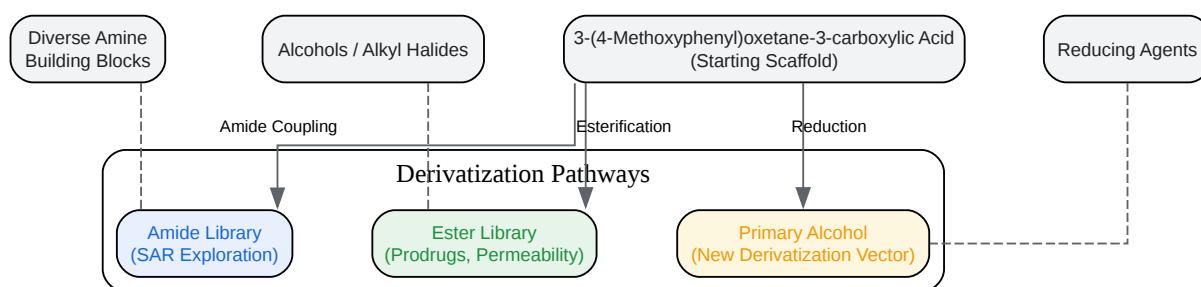 Diverse Amine
Building Blocks
Alcohols / Alkyl Halides
3-(4-Methoxyphenyl)oxetane-3-carboxylic Acid
(Starting Scaffold)
Reducing Agents
Amide Coupling
Esterification
Reduction
Derivatization Pathways
Amide Library
(SAR Exploration)
Ester Library
(Prodrugs, Permeability)
Primary Alcohol
(New Derivatization Vector)